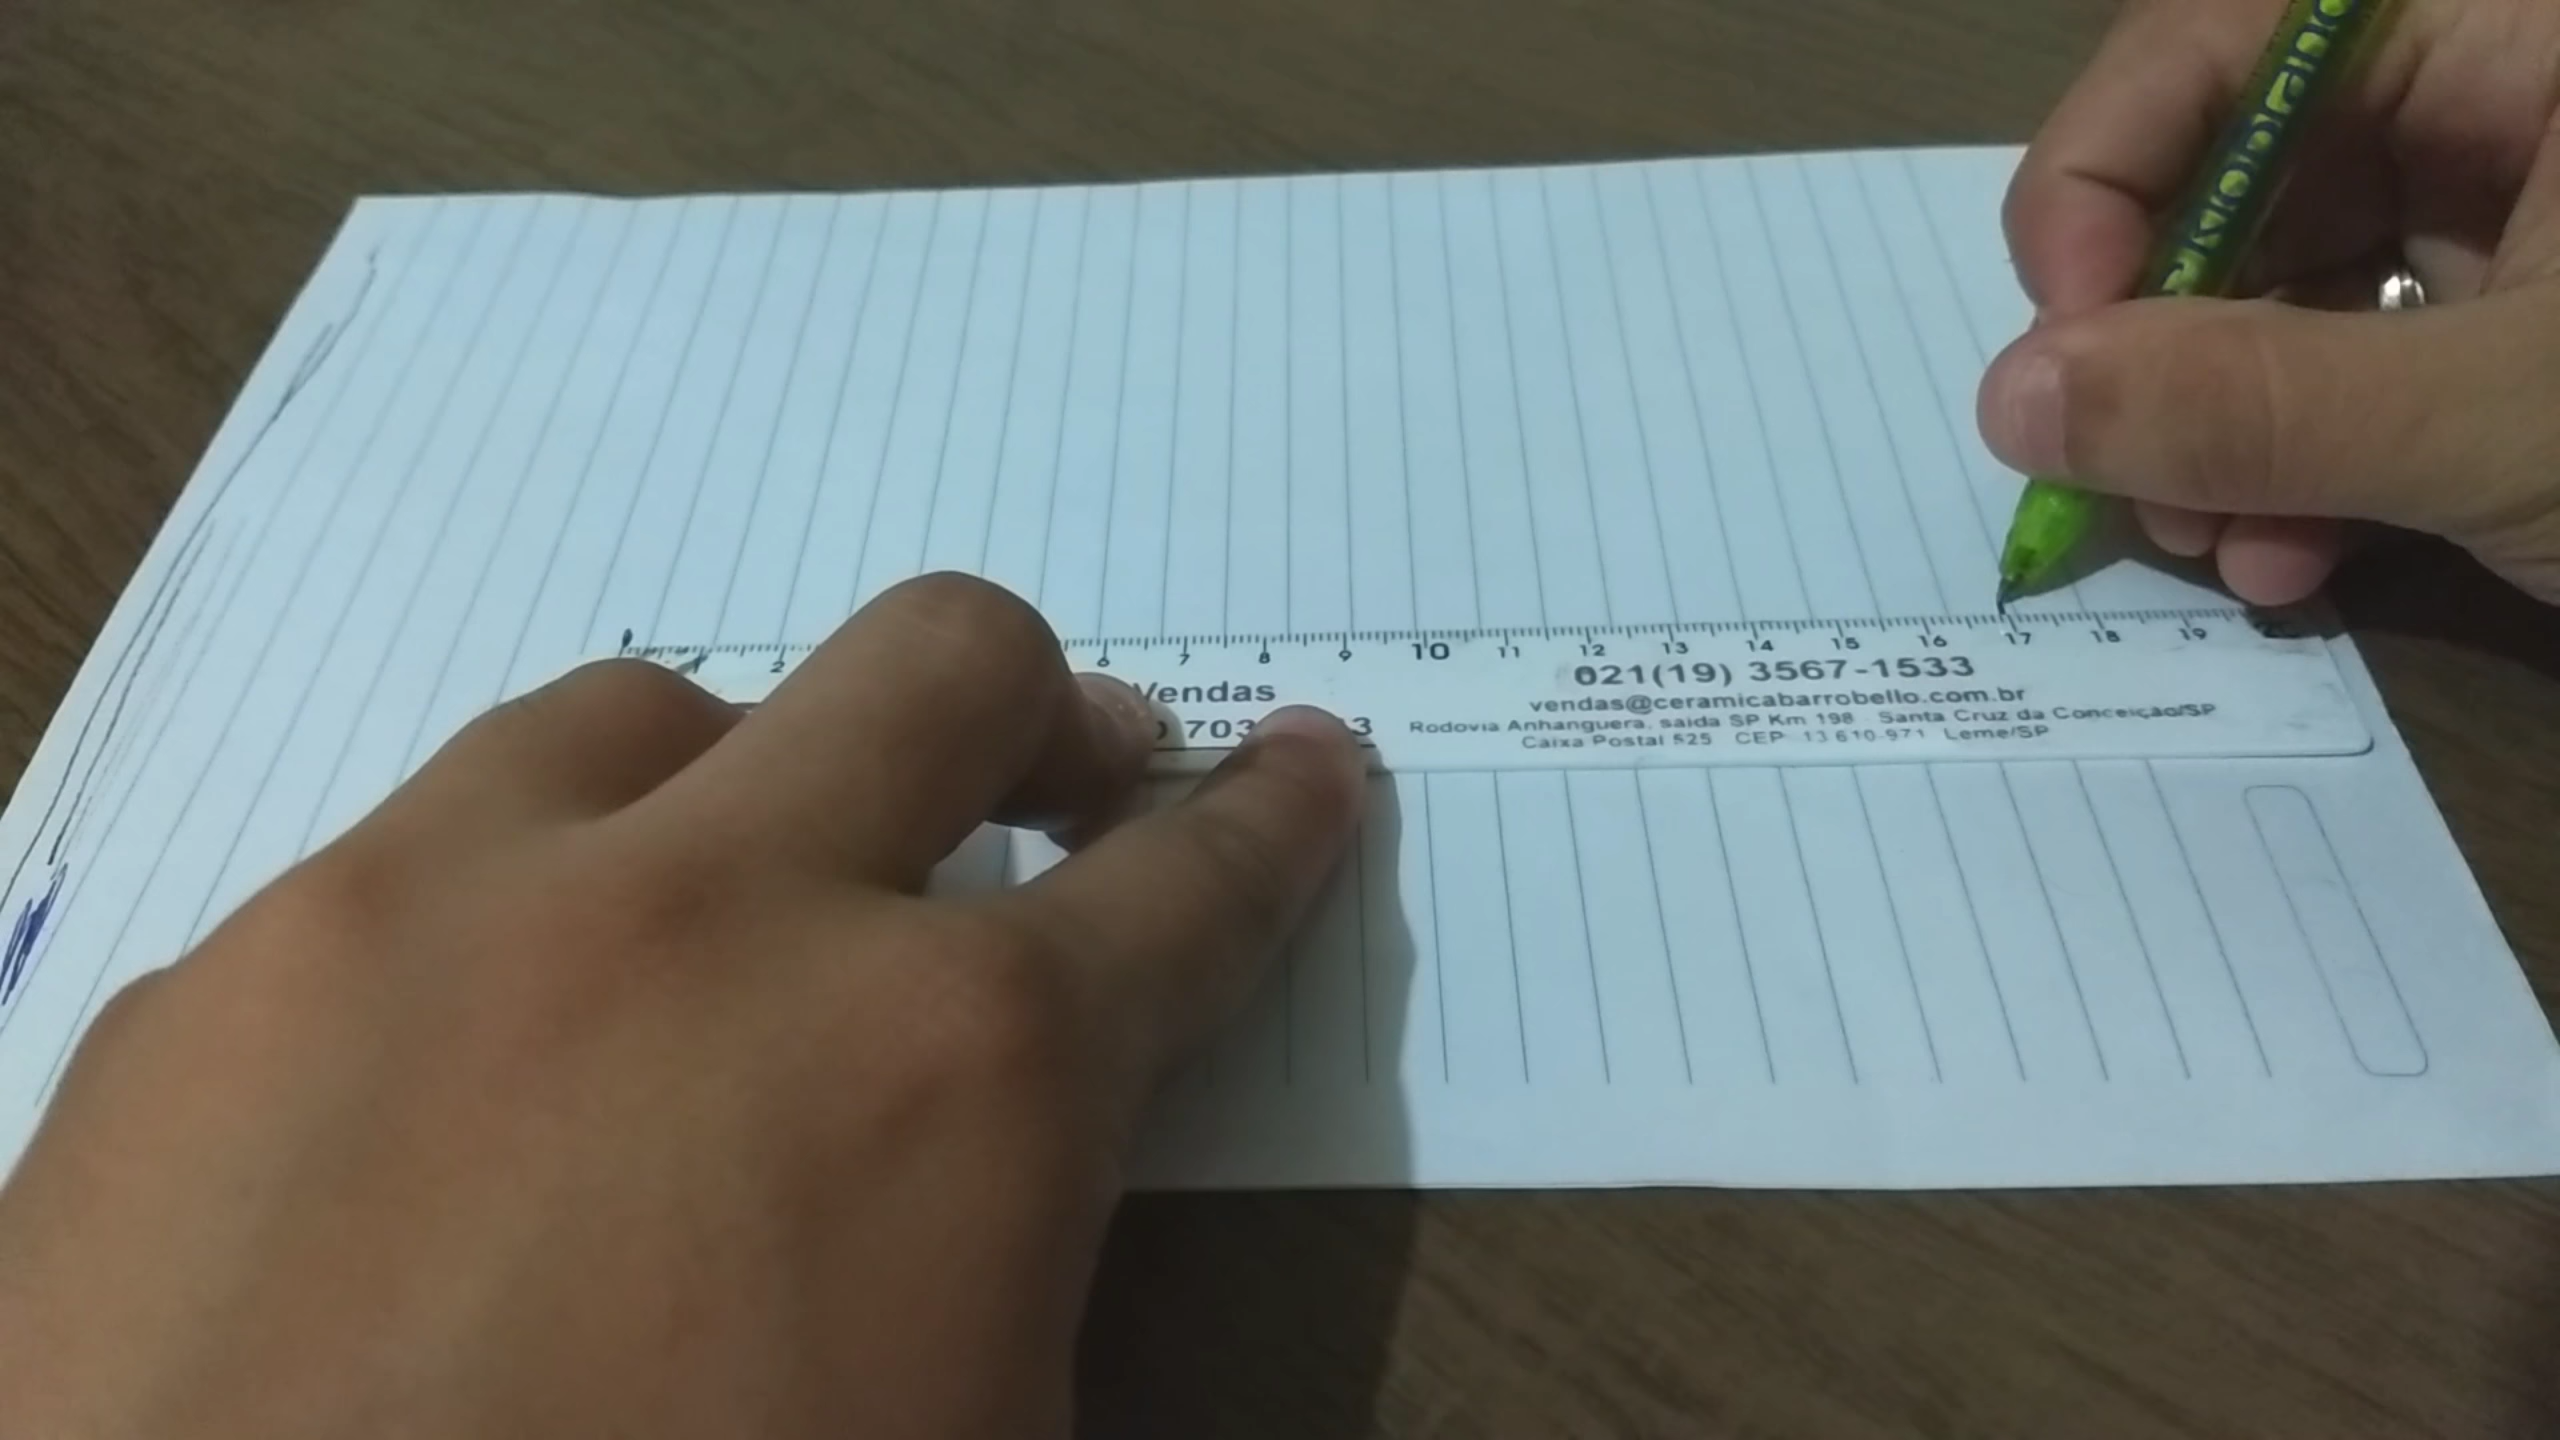 2 6 7 8 9 10 11 12 13 14 15 16 17 18 19
Vendas
021(19) 3567-1533
vendas@ceramicabarrobello.com.br
Rodovia Anhanguera, saída SP Km 198 Santa Cruz da Conceição/SP
Caixa Postal 525 CEP 13 610-971 Leme/SP